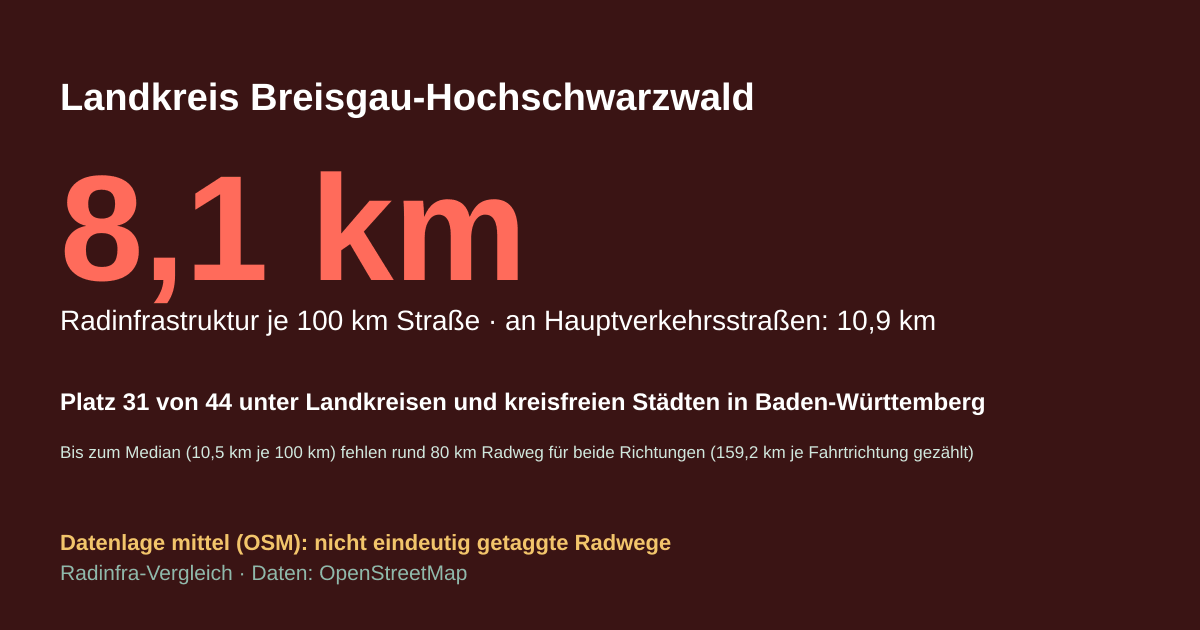 Landkreis Breisgau-Hochschwarzwald
8,1 km
Radinfrastruktur je 100 km Straße · an Hauptverkehrsstraßen: 10,9 km
Platz 31 von 44 unter Landkreisen und kreisfreien Städten in Baden-Württemberg
Bis zum Median (10,5 km je 100 km) fehlen rund 80 km Radweg für beide Richtungen (159,2 km je Fahrtrichtung gezählt)
Datenlage mittel (OSM): nicht eindeutig getaggte Radwege
Radinfra-Vergleich · Daten: OpenStreetMap